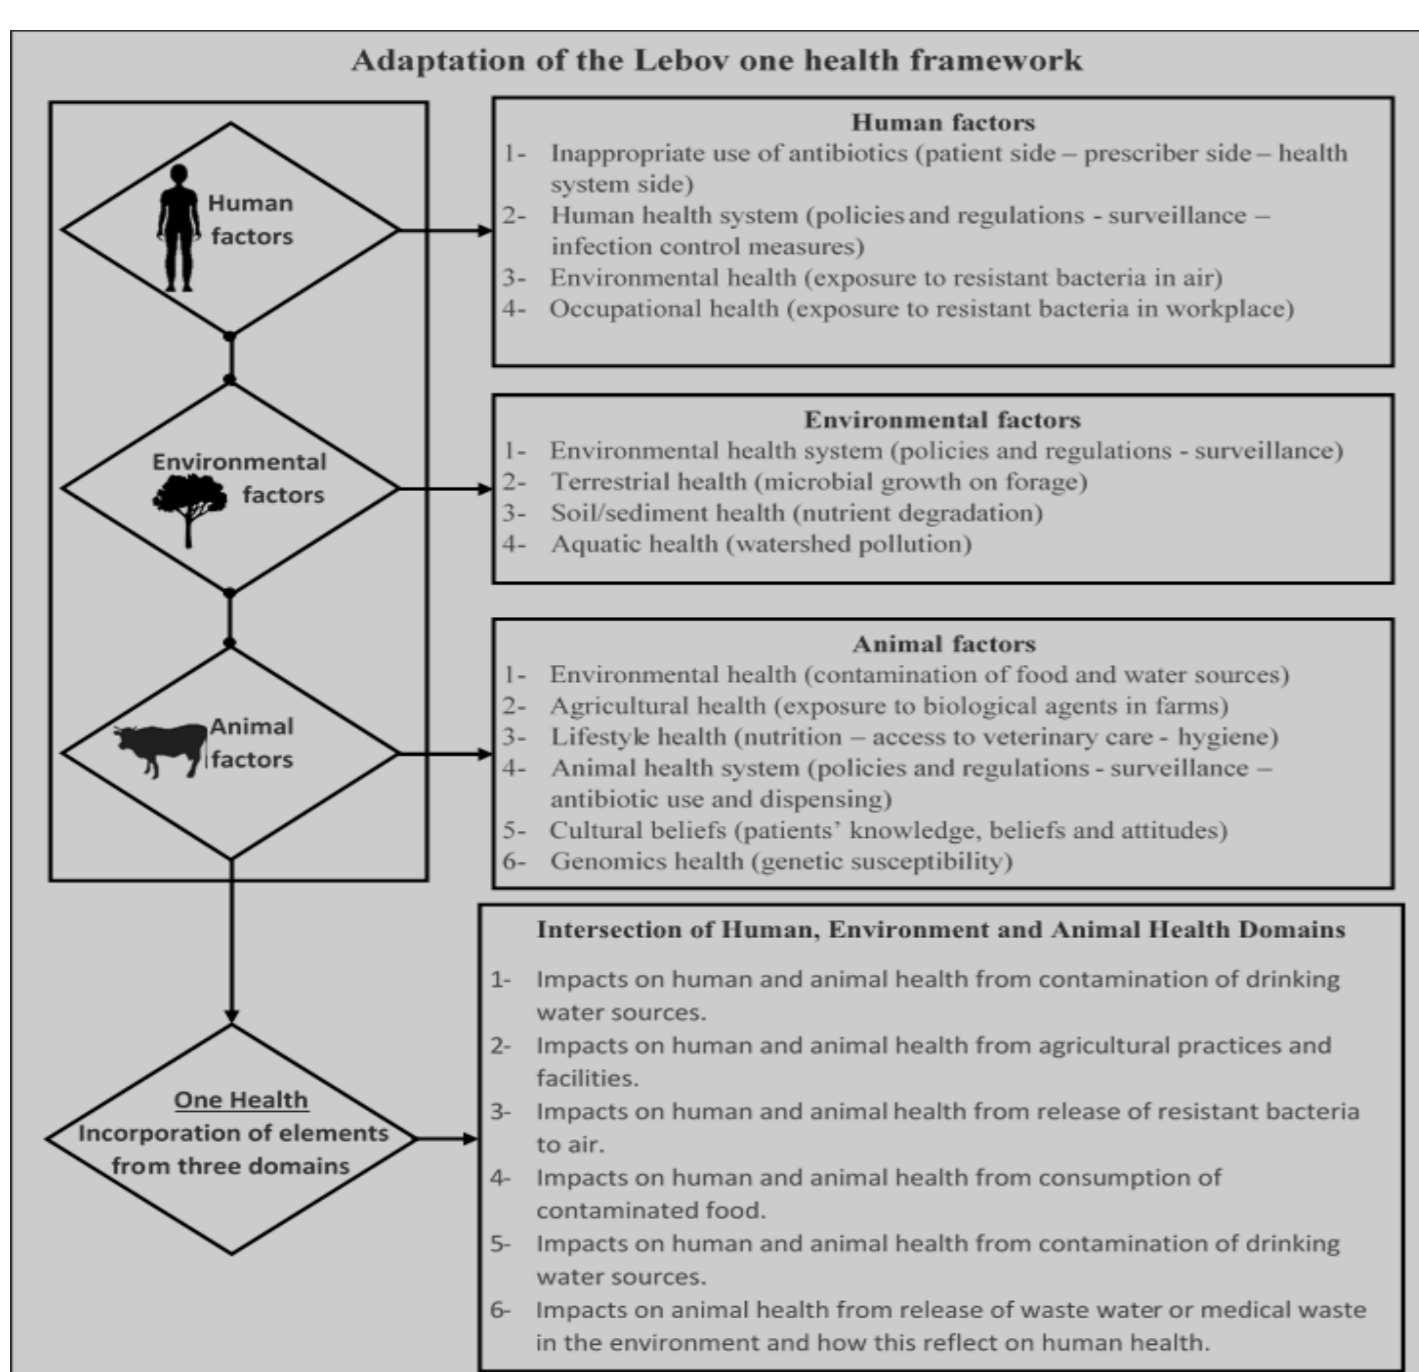 Adaptation of the Lebov one health framework
Human
factors
Human factors
1- Inappropriate use of antibiotics (patient side – prescriber side – health
system side)
2- Human health system (policies and regulations - surveillance –
infection control measures)
3- Environmental health (exposure to resistant bacteria in air)
4- Occupational health (exposure to resistant bacteria in workplace)
Environmental
factors
Environmental factors
1- Environmental health system (policies and regulations - surveillance)
2- Terrestrial health (microbial growth on forage)
3- Soil/sediment health (nutrient degradation)
4- Aquatic health (watershed pollution)
Animal
factors
Animal factors
1- Environmental health (contamination of food and water sources)
2- Agricultural health (exposure to biological agents in farms)
3- Lifestyle health (nutrition – access to veterinary care - hygiene)
4- Animal health system (policies and regulations - surveillance –
antibiotic use and dispensing)
5- Cultural beliefs (patients’ knowledge, beliefs and attitudes)
6- Genomics health (genetic susceptibility)
One Health
Incorporation of elements
from three domains
Intersection of Human, Environment and Animal Health Domains
1- Impacts on human and animal health from contamination of drinking
water sources.
2- Impacts on human and animal health from agricultural practices and
facilities.
3- Impacts on human and animal health from release of resistant bacteria
to air.
4- Impacts on human and animal health from consumption of
contaminated food.
5- Impacts on human and animal health from contamination of drinking
water sources.
6- Impacts on animal health from release of waste water or medical waste
in the environment and how this reflect on human health.